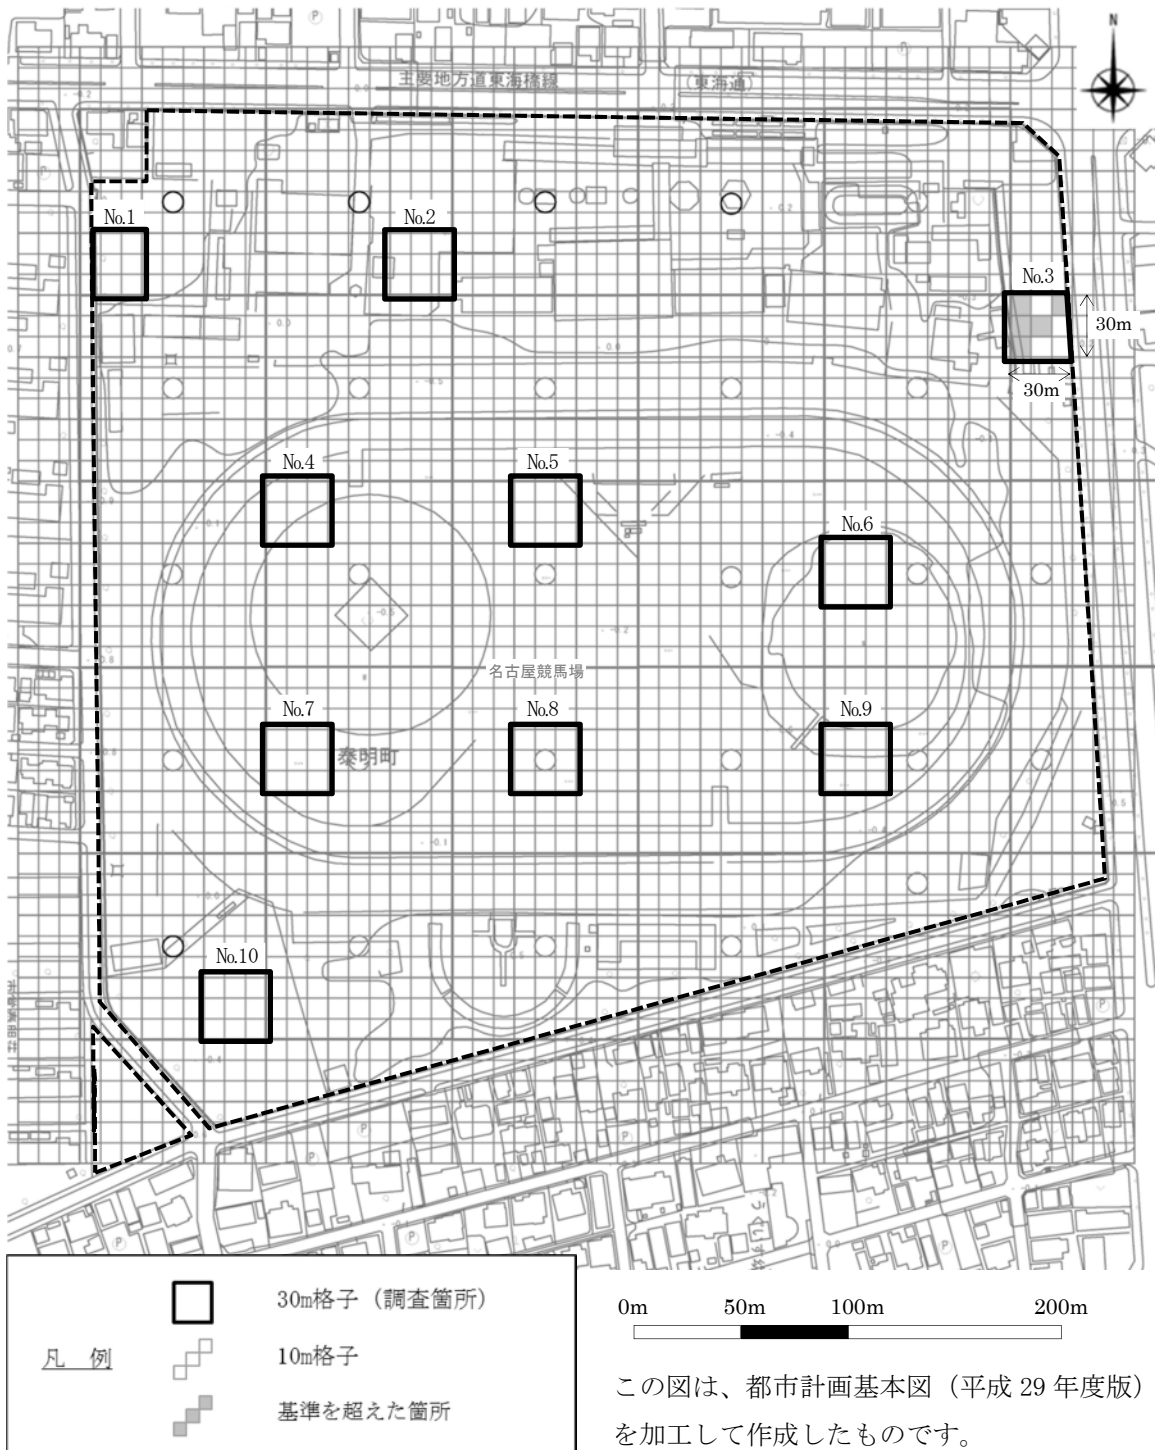 N
主要地方道東海橋線
(東海通)
No.1
No.2
No.3
30m
30m
No.4
No.5
No.6
名古屋競馬場
No.7
No.8
No.9
泰明町
No.10
凡 例
30m格子（調査箇所）
10m格子
基準を超えた箇所
0m 50m 100m 200m
この図は、都市計画基本図（平成 29 年度版）
を加工して作成したものです。